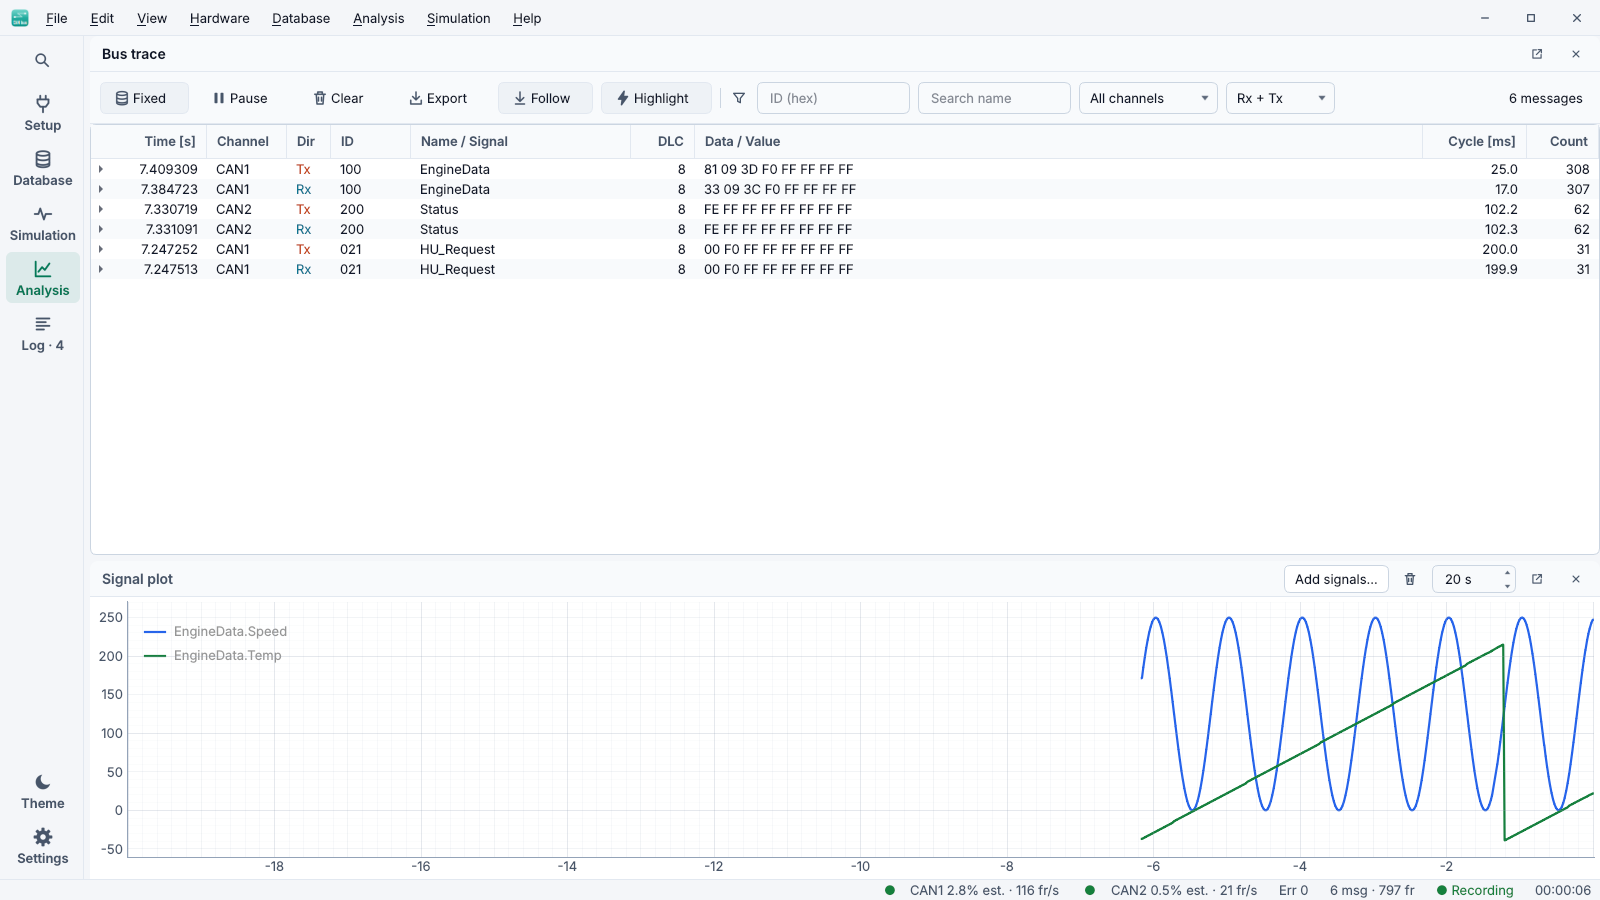 File Edit View Hardware Database Analysis Simulation Help
Bus trace
Fixed Pause Clear Export Follow Highlight ID (hex) Search name All channels Rx + Tx 6 messages
Setup
Database
Simulation
Analysis
Log · 4
Theme
Settings
Time [s] Channel Dir ID Name / Signal DLC Data / Value Cycle [ms] Count
7.409309 CAN1 Tx 100 EngineData 8 81 09 3D F0 FF FF FF FF 25.0 308
7.384723 CAN1 Rx 100 EngineData 8 33 09 3C F0 FF FF FF FF 17.0 307
7.330719 CAN2 Tx 200 Status 8 FE FF FF FF FF FF FF FF 102.2 62
7.331091 CAN2 Rx 200 Status 8 FE FF FF FF FF FF FF FF 102.3 62
7.247252 CAN1 Tx 021 HU_Request 8 00 F0 FF FF FF FF FF FF 200.0 31
7.247513 CAN1 Rx 021 HU_Request 8 00 F0 FF FF FF FF FF FF 199.9 31
Signal plot Add signals... 20 s
EngineData.Speed
EngineData.Temp
250
200
150
100
50
0
-50
-18 -16 -14 -12 -10 -8 -6 -4 -2
CAN1 2.8% est. · 116 fr/s CAN2 0.5% est. · 21 fr/s Err 0 6 msg · 797 fr Recording 00:00:06